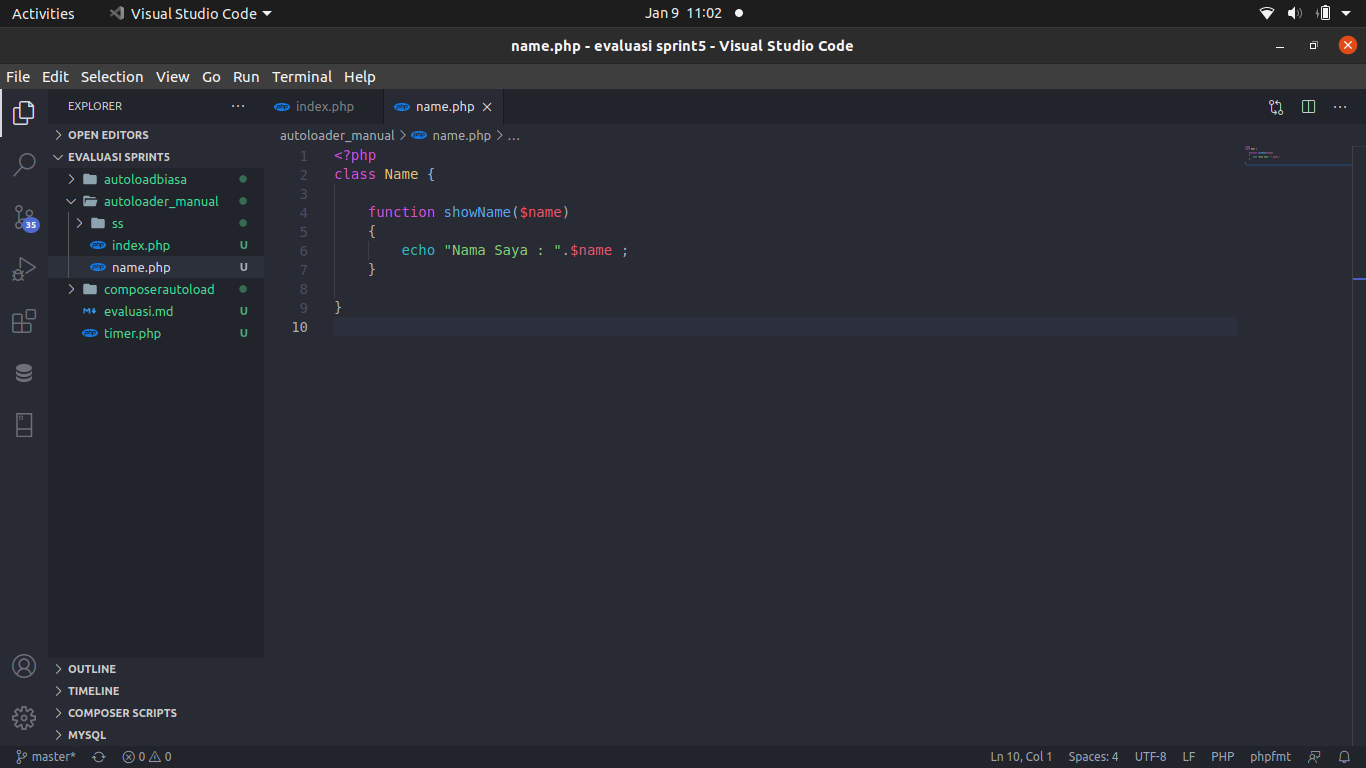 Activities Visual Studio Code Jan 9 11:02
name.php - evaluasi sprint5 - Visual Studio Code
File Edit Selection View Go Run Terminal Help
EXPLORER ... index.php name.php
OPEN EDITORS autoloader_manual > name.php > ...
EVALUASI SPRINT5
autoloadbiasa
autoloader_manual
ss
35
index.php U
name.php U
composerautoload
evaluasi.md U
timer.php U
1 <?php
2 class Name {
3
4     function showName($name)
5     {
6         echo "Nama Saya : ".$name ;
7     }
8
9 }
10
OUTLINE
TIMELINE
COMPOSER SCRIPTS
MYSQL
master* 0 0 Ln 10, Col 1 Spaces: 4 UTF-8 LF PHP phpfmt